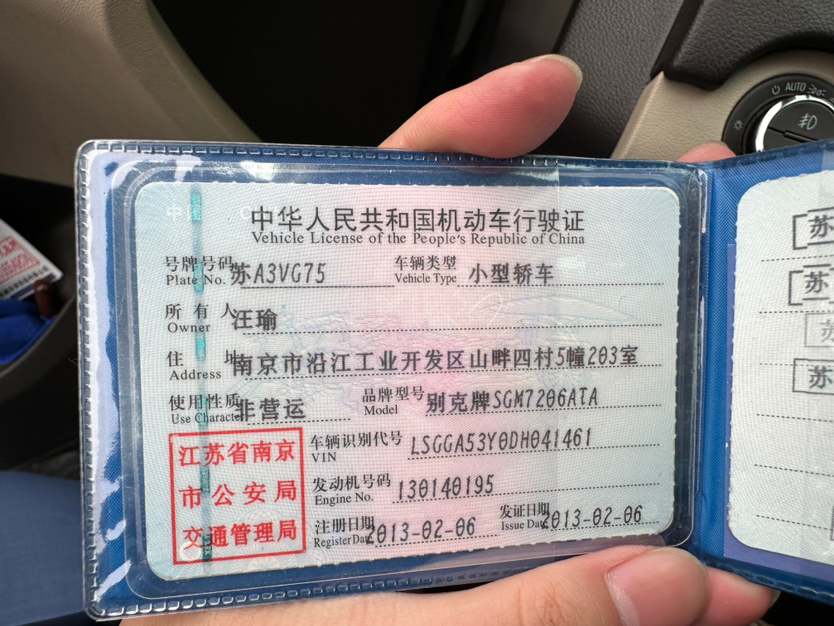 中华人民共和国机动车行驶证
Vehicle License of the People's Republic of China
号牌号码 苏A3VG75 车辆类型 小型轿车
Plate No. Vehicle Type
所有人 汪瑜
Owner
住址 南京市沿江工业开发区山畔四村5幢203室
Address
使用性质 非营运 品牌型号 别克牌SGM7206ATA
Use Character Model
车辆识别代号 LSGGA53Y0DH041461
VIN
发动机号码 130140195
Engine No.
注册日期 2013-02-06 发证日期 2013-02-06
Register Date Issue Date
江苏省南京
市公安局
交通管理局
苏
苏
苏
AUTO